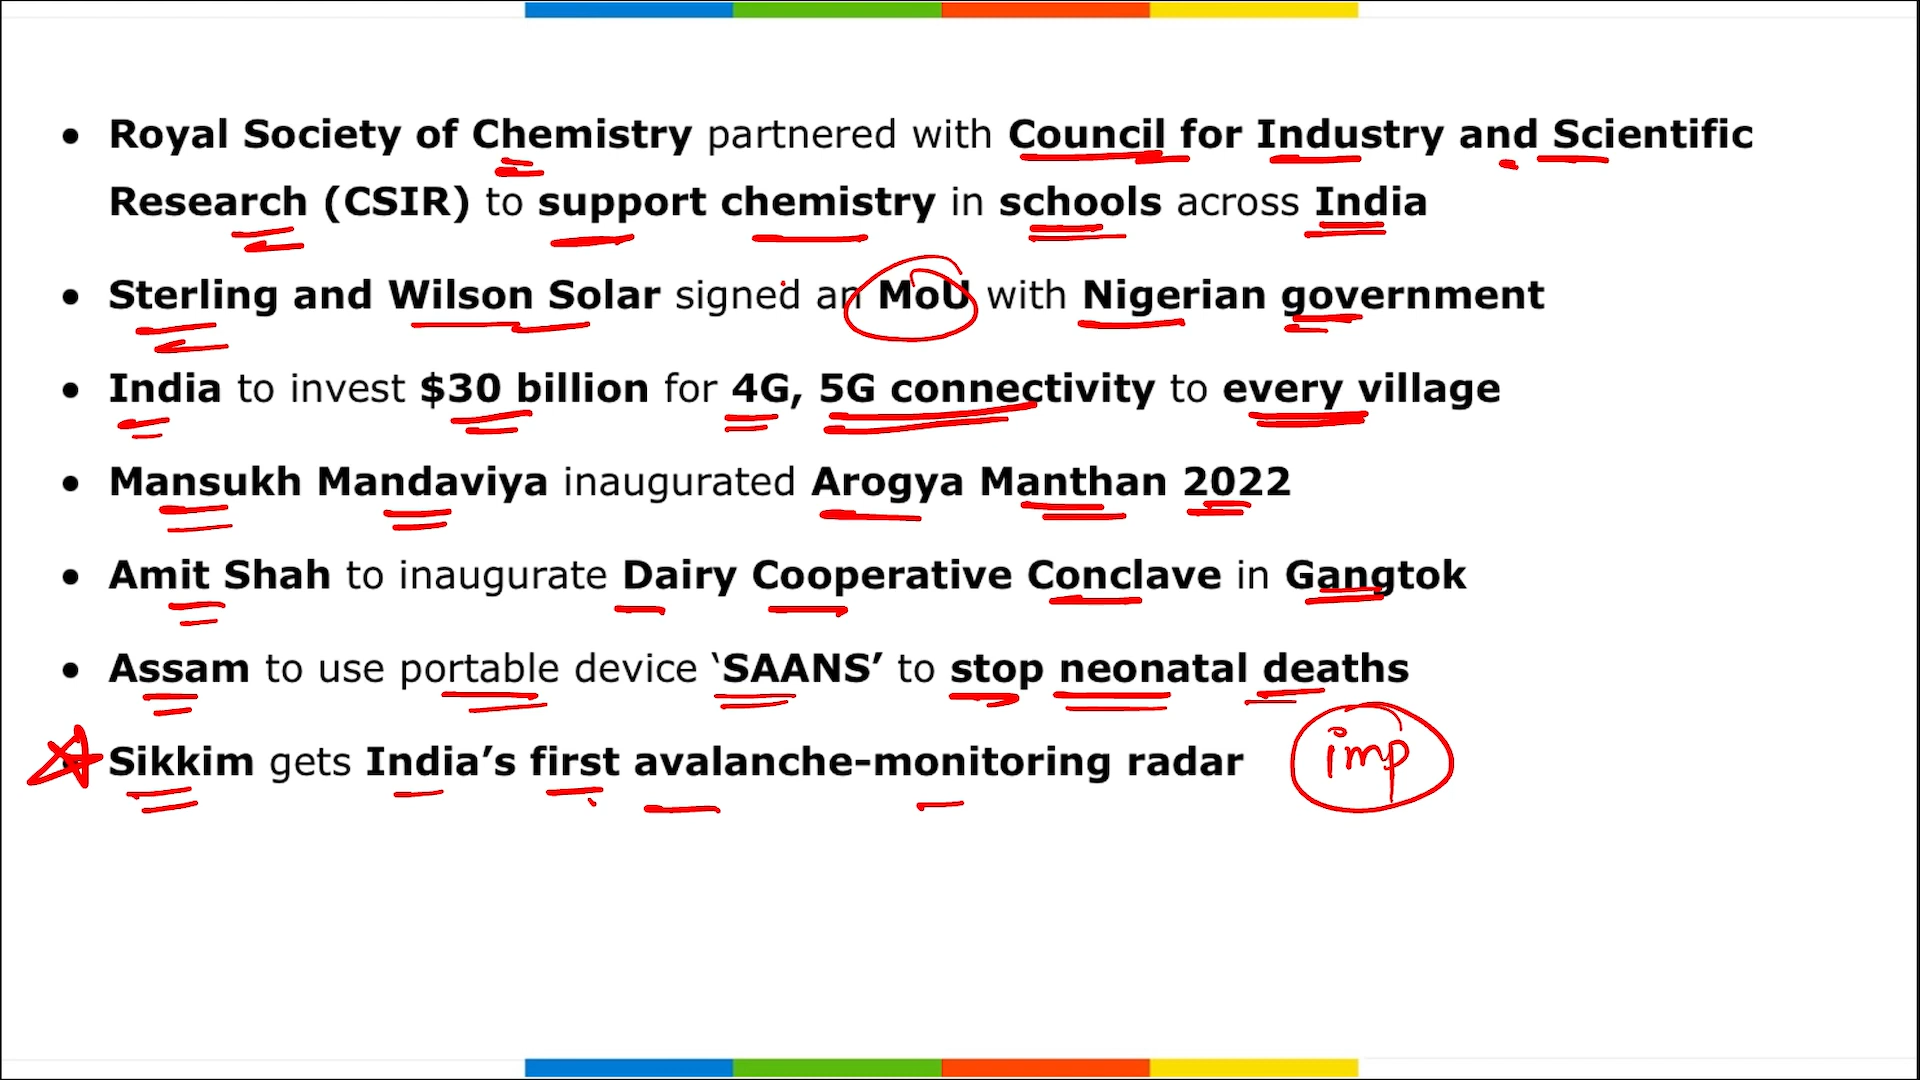 • Royal Society of Chemistry partnered with Council for Industry and Scientific
Research (CSIR) to support chemistry in schools across India
• Sterling and Wilson Solar signed an MoU with Nigerian government
• India to invest $30 billion for 4G, 5G connectivity to every village
• Mansukh Mandaviya inaugurated Arogya Manthan 2022
• Amit Shah to inaugurate Dairy Cooperative Conclave in Gangtok
• Assam to use portable device ‘SAANS’ to stop neonatal deaths
• Sikkim gets India’s first avalanche-monitoring radar imp